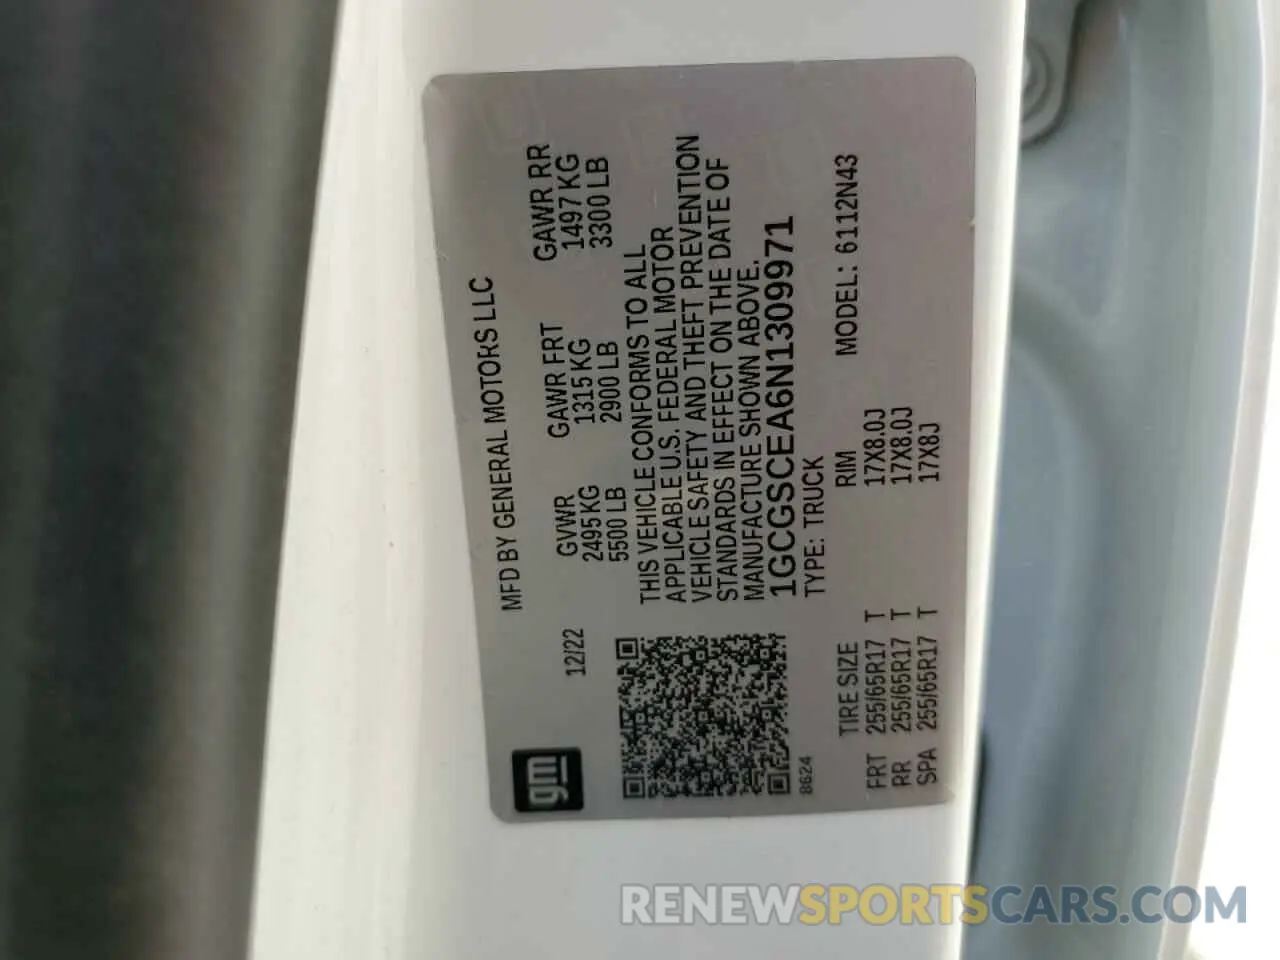 gm
MFD BY GENERAL MOTORS LLC
12/22
GVWR GAWR FRT GAWR RR
2495 KG 1315 KG 1497 KG
5500 LB 2900 LB 3300 LB
THIS VEHICLE CONFORMS TO ALL
APPLICABLE U.S. FEDERAL MOTOR
VEHICLE SAFETY AND THEFT PREVENTION
STANDARDS IN EFFECT ON THE DATE OF
MANUFACTURE SHOWN ABOVE.
1GCGSCEA6N1309971
8624
TYPE: TRUCK
TIRE SIZE RIM MODEL: 6112N43
FRT 255/65R17 T 17X8.0J
RR 255/65R17 T 17X8.0J
SPA 255/65R17 T 17X8J
RENEWSPORTSCARS.COM